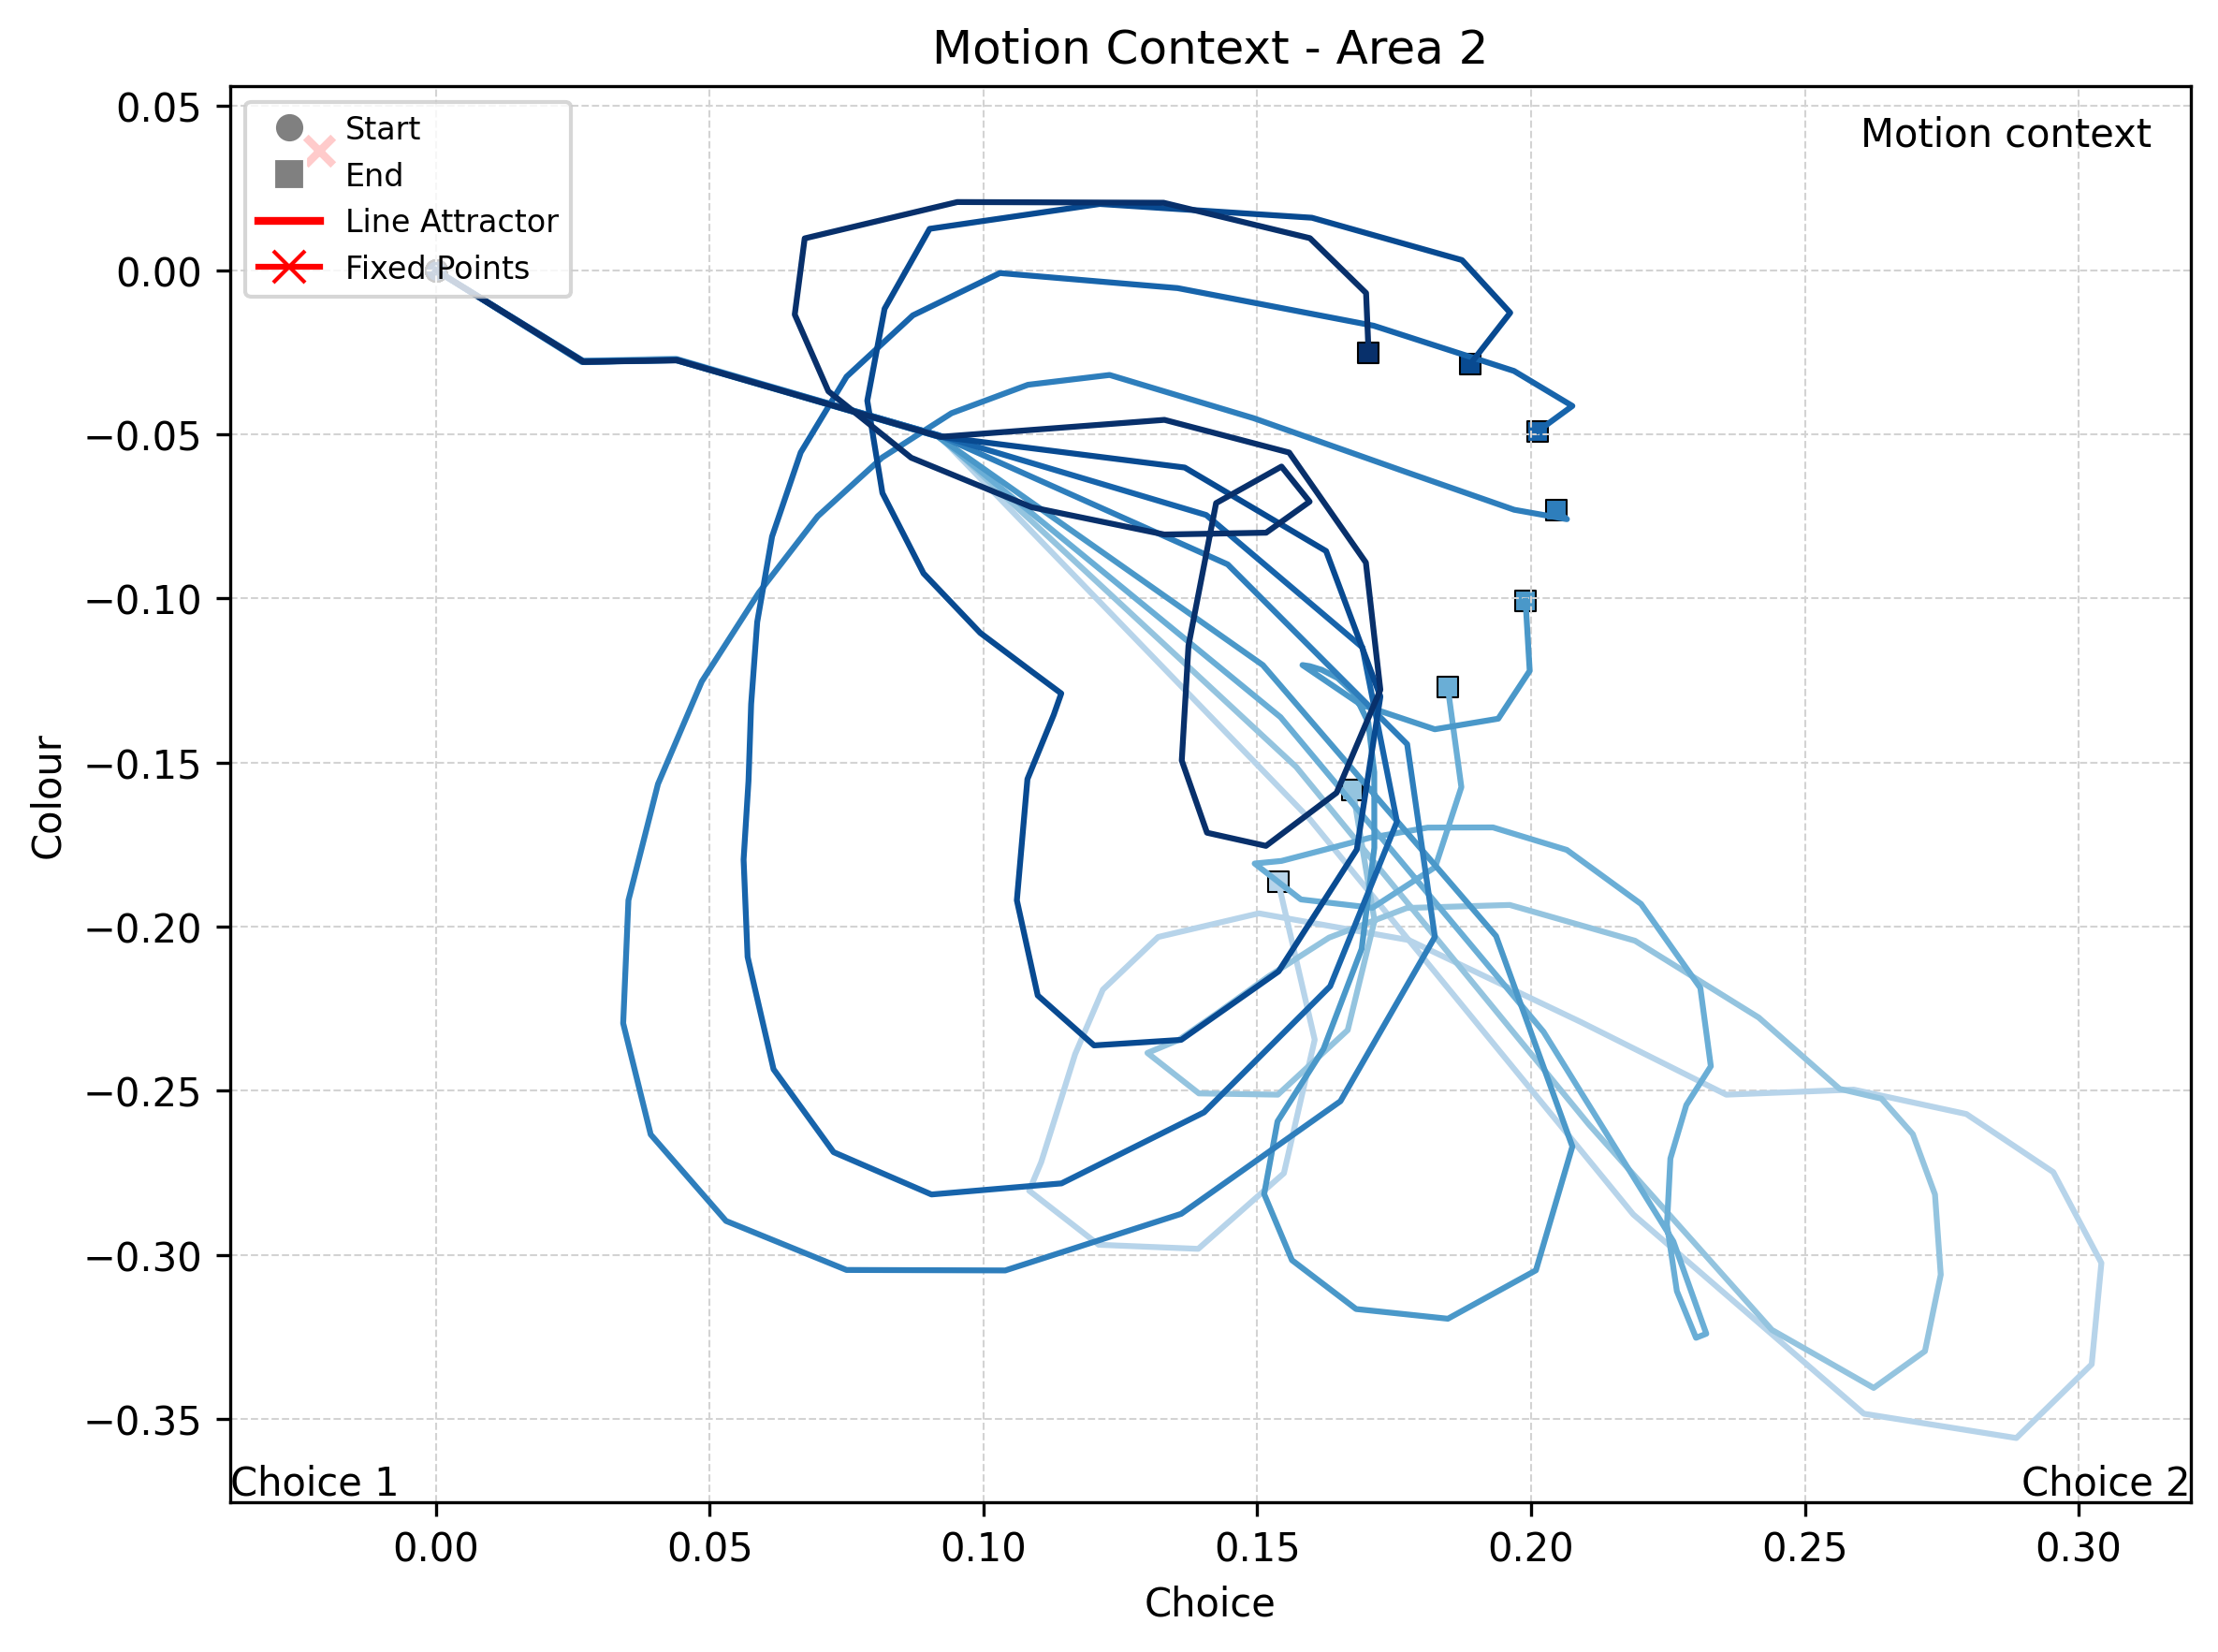 Motion Context - Area 2
Motion context
Start
End
Line Attractor
Fixed Points
0.05
0.00
−0.05
−0.10
−0.15
−0.20
−0.25
−0.30
−0.35
Colour
Choice 1
Choice 2
0.00 0.05 0.10 0.15 0.20 0.25 0.30
Choice